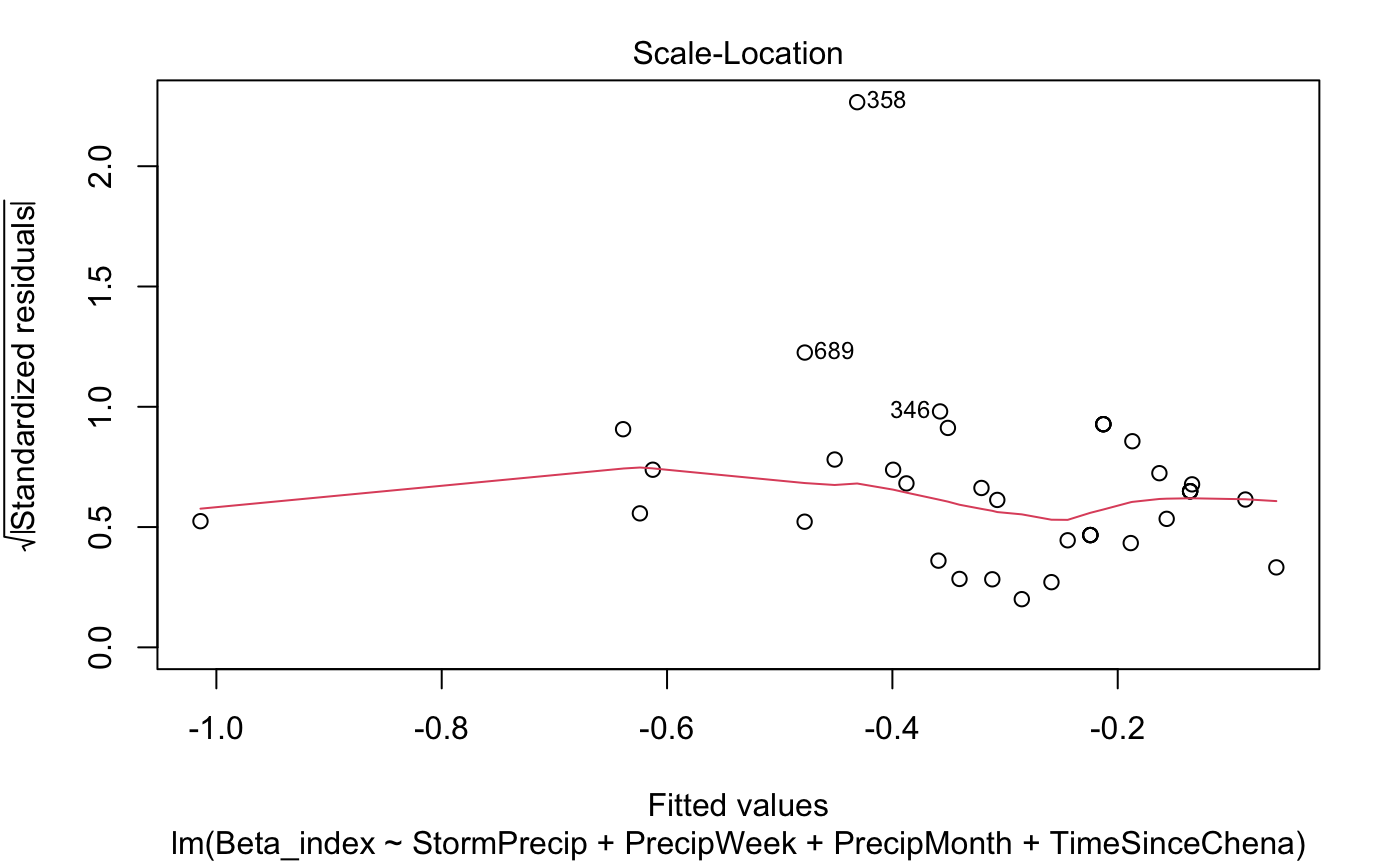 Scale-Location
358
689
346
√|Standardized residuals|
2.0
1.5
1.0
0.5
0.0
-1.0 -0.8 -0.6 -0.4 -0.2
Fitted values
lm(Beta_index ~ StormPrecip + PrecipWeek + PrecipMonth + TimeSinceChena)